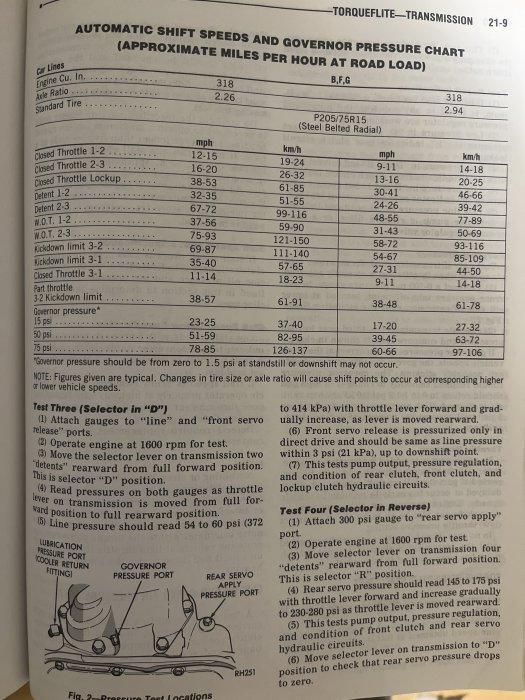 TORQUEFLITE—TRANSMISSION 21-9
AUTOMATIC SHIFT SPEEDS AND GOVERNOR PRESSURE CHART
(APPROXIMATE MILES PER HOUR AT ROAD LOAD)
Car Lines B,F,G
Engine Cu. In. 318 318
Axle Ratio 2.26 2.94
Standard Tire P205/75R15
(Steel Belted Radial)
mph km/h mph km/h
Closed Throttle 1-2 12-15 19-24 9-11 14-18
Closed Throttle 2-3 16-20 26-32 13-16 20-25
Closed Throttle Lockup 38-53 61-85 30-41 46-66
Detent 1-2 32-35 51-55 24-26 39-42
Detent 2-3 67-72 99-116 48-55 77-89
W.O.T. 1-2 37-56 59-90 31-43 50-69
W.O.T. 2-3 75-93 121-150 58-72 93-116
Kickdown limit 3-2 69-87 111-140 54-67 85-109
Kickdown limit 3-1 35-40 57-65 27-31 44-50
Closed Throttle 3-1 11-14 18-23 9-11 14-18
Part throttle
3-2 Kickdown limit 38-57 61-91 38-48 61-78
Governor pressure*
15 psi 23-25 37-40 17-20 27-32
50 psi 51-59 82-95 39-45 63-72
75 psi 78-85 126-137 60-66 97-106
*Governor pressure should be from zero to 1.5 psi at standstill or downshift may not occur.
NOTE: Figures given are typical. Changes in tire size or axle ratio will cause shift points to occur at corresponding higher
or lower vehicle speeds.
Test Three (Selector in "D")
(1) Attach gauges to "line" and "front servo
release" ports.
(2) Operate engine at 1600 rpm for test.
(3) Move the selector lever on transmission two
"detents" rearward from full forward position.
This is selector "D" position.
(4) Read pressures on both gauges as throttle
lever on transmission is moved from full for-
ward position to full rearward position.
(5) Line pressure should read 54 to 60 psi (372
to 414 kPa) with throttle lever forward and grad-
ually increase, as lever is moved rearward.
(6) Front servo release is pressurized only in
direct drive and should be same as line pressure
within 3 psi (21 kPa), up to downshift point.
(7) This tests pump output, pressure regulation,
and condition of rear clutch, front clutch, and
lockup clutch hydraulic circuits.
Test Four (Selector in Reverse)
(1) Attach 300 psi gauge to "rear servo apply"
port.
(2) Operate engine at 1600 rpm for test.
(3) Move selector lever on transmission four
"detents" rearward from full forward position.
This is selector "R" position.
(4) Rear servo pressure should read 145 to 175 psi
with throttle lever forward and increase gradually
to 230-280 psi as throttle lever is moved rearward.
(5) This tests pump output, pressure regulation,
and condition of front clutch and rear servo
hydraulic circuits.
(6) Move selector lever on transmission to "D"
position to check that rear servo pressure drops
to zero.
LUBRICATION
PRESSURE PORT
(COOLER RETURN
FITTING)
GOVERNOR
PRESSURE PORT
REAR SERVO
APPLY
PRESSURE PORT
RH251
Fig. 2—Pressure Test Locations